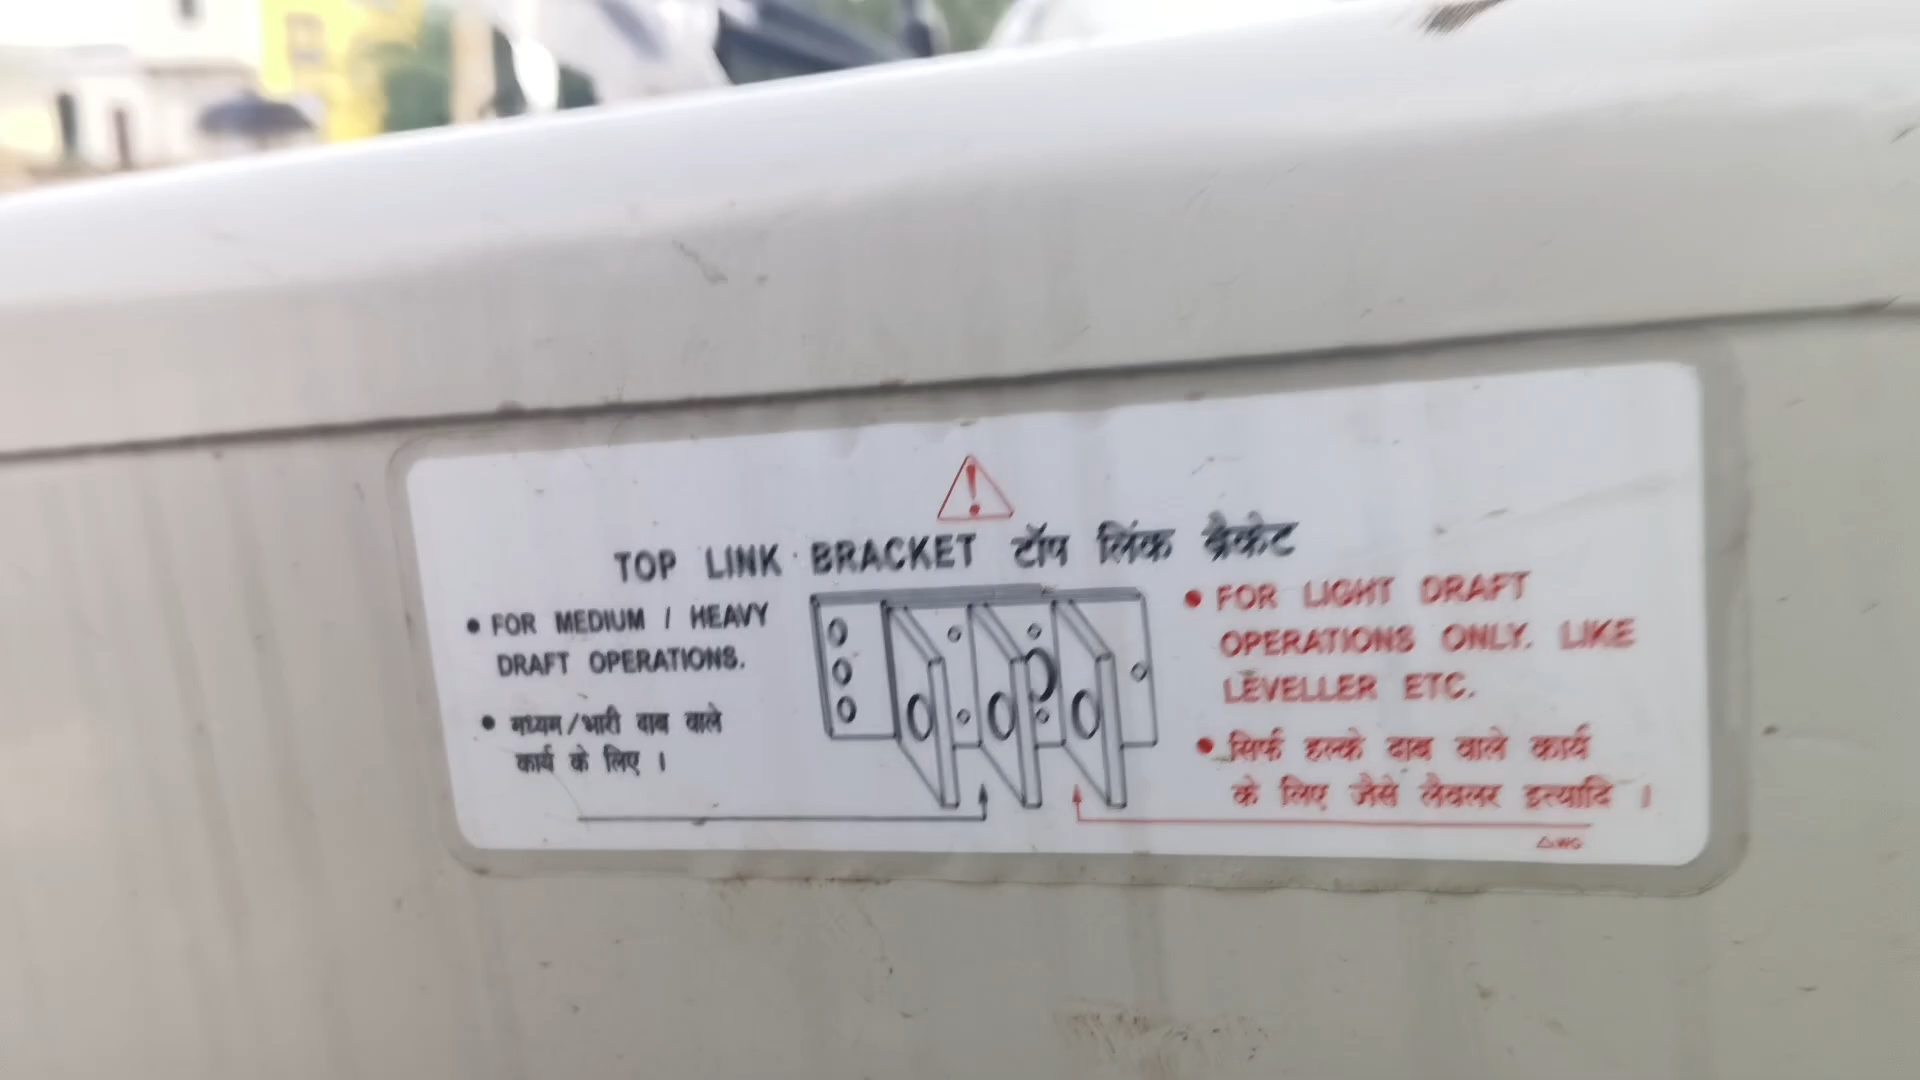 TOP LINK BRACKET टॉप लिंक ब्रैकेट
• FOR MEDIUM / HEAVY
DRAFT OPERATIONS.
• मध्यम/भारी दाब वाले
कार्य के लिए ।
• FOR LIGHT DRAFT
OPERATIONS ONLY. LIKE
LEVELLER ETC.
• सिर्फ हल्के दाब वाले कार्य
के लिए जैसे लैवलर इत्यादि ।